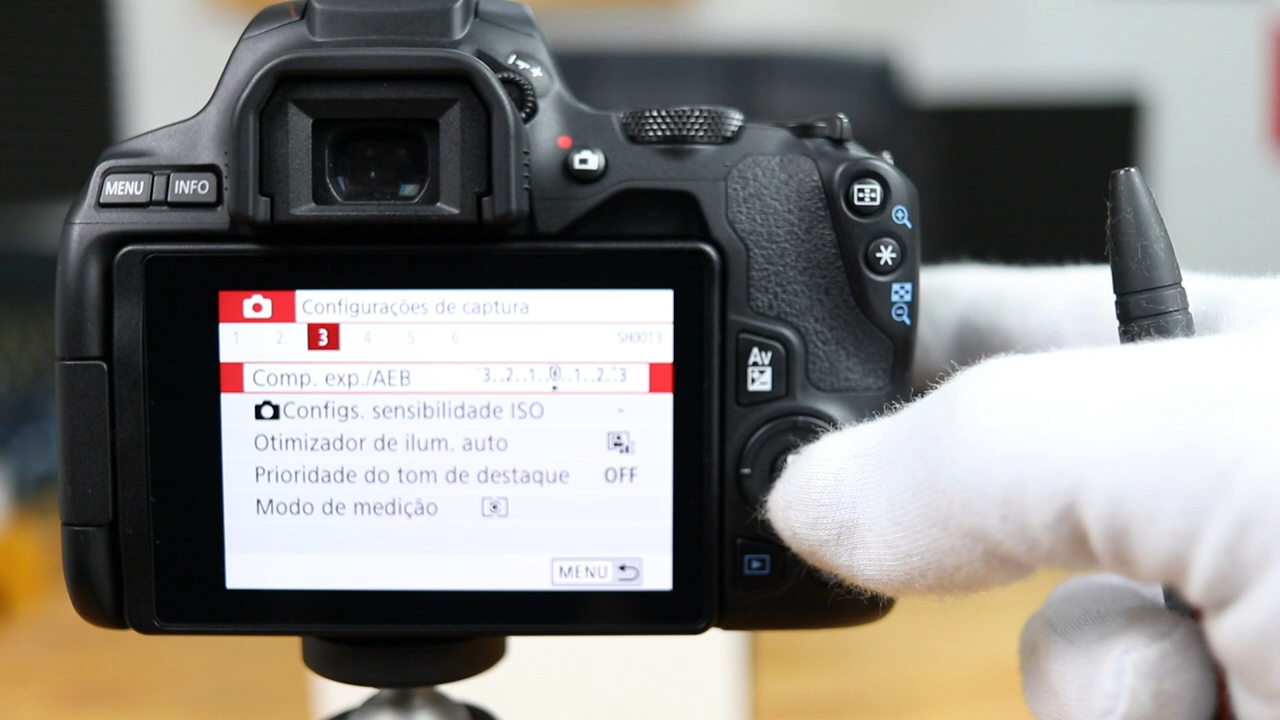 MENU INFO
Configurações de captura
1 2 3 4 5 6 SHOOT3
Comp. exp./AEB -3..2..1..0..1..2..+3
Configs. sensibilidade ISO -
Otimizador de ilum. auto
Prioridade do tom de destaque OFF
Modo de medição
MENU
Av